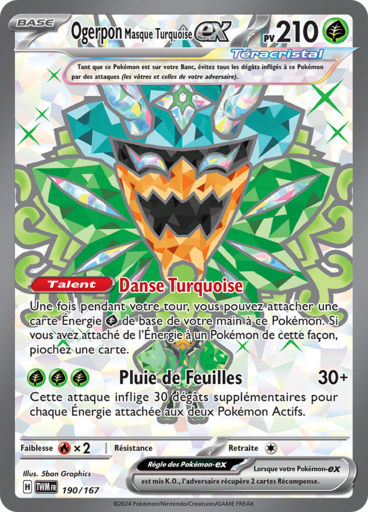 BASE Ogerpon Masque Turquoise ex PV 210
Téracristal
Tant que ce Pokémon est sur votre Banc, évitez tous les dégâts infligés à ce Pokémon
par des attaques (les vôtres et celles de votre adversaire).
Talent Danse Turquoise
Une fois pendant votre tour, vous pouvez attacher une
carte Énergie de base de votre main à ce Pokémon. Si
vous avez attaché de l'Énergie à un Pokémon de cette façon,
piochez une carte.
Pluie de Feuilles 30+
Cette attaque inflige 30 dégâts supplémentaires pour
chaque Énergie attachée aux deux Pokémon Actifs.
Faiblesse ×2 Résistance Retraite
Illus. 5ban Graphics
Règle des Pokémon-ex Lorsque votre Pokémon-ex
est mis K.O., l'adversaire récupère 2 cartes Récompense.
H TWM FR 190/167
©2024 Pokémon/Nintendo/Creatures/GAME FREAK